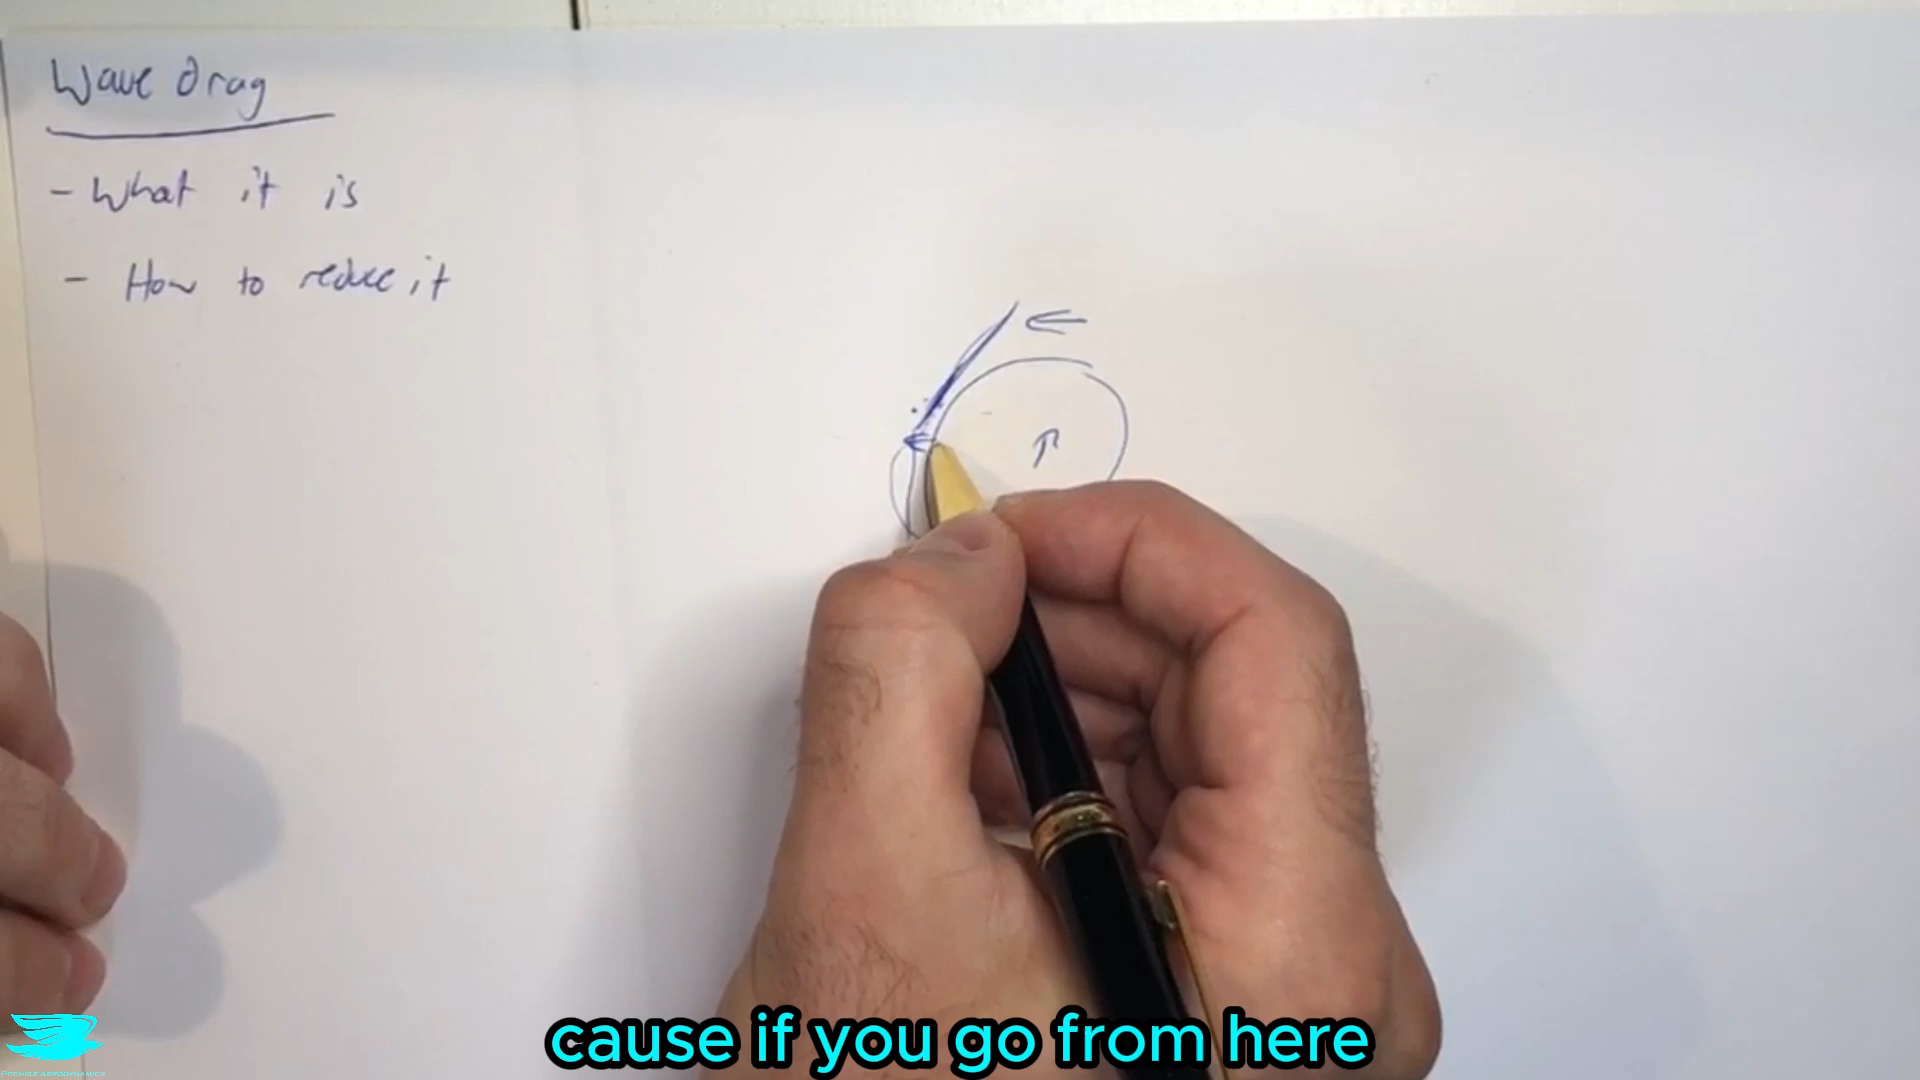 Wave drag
- What it is
- How to reduce it
cause if you go from here